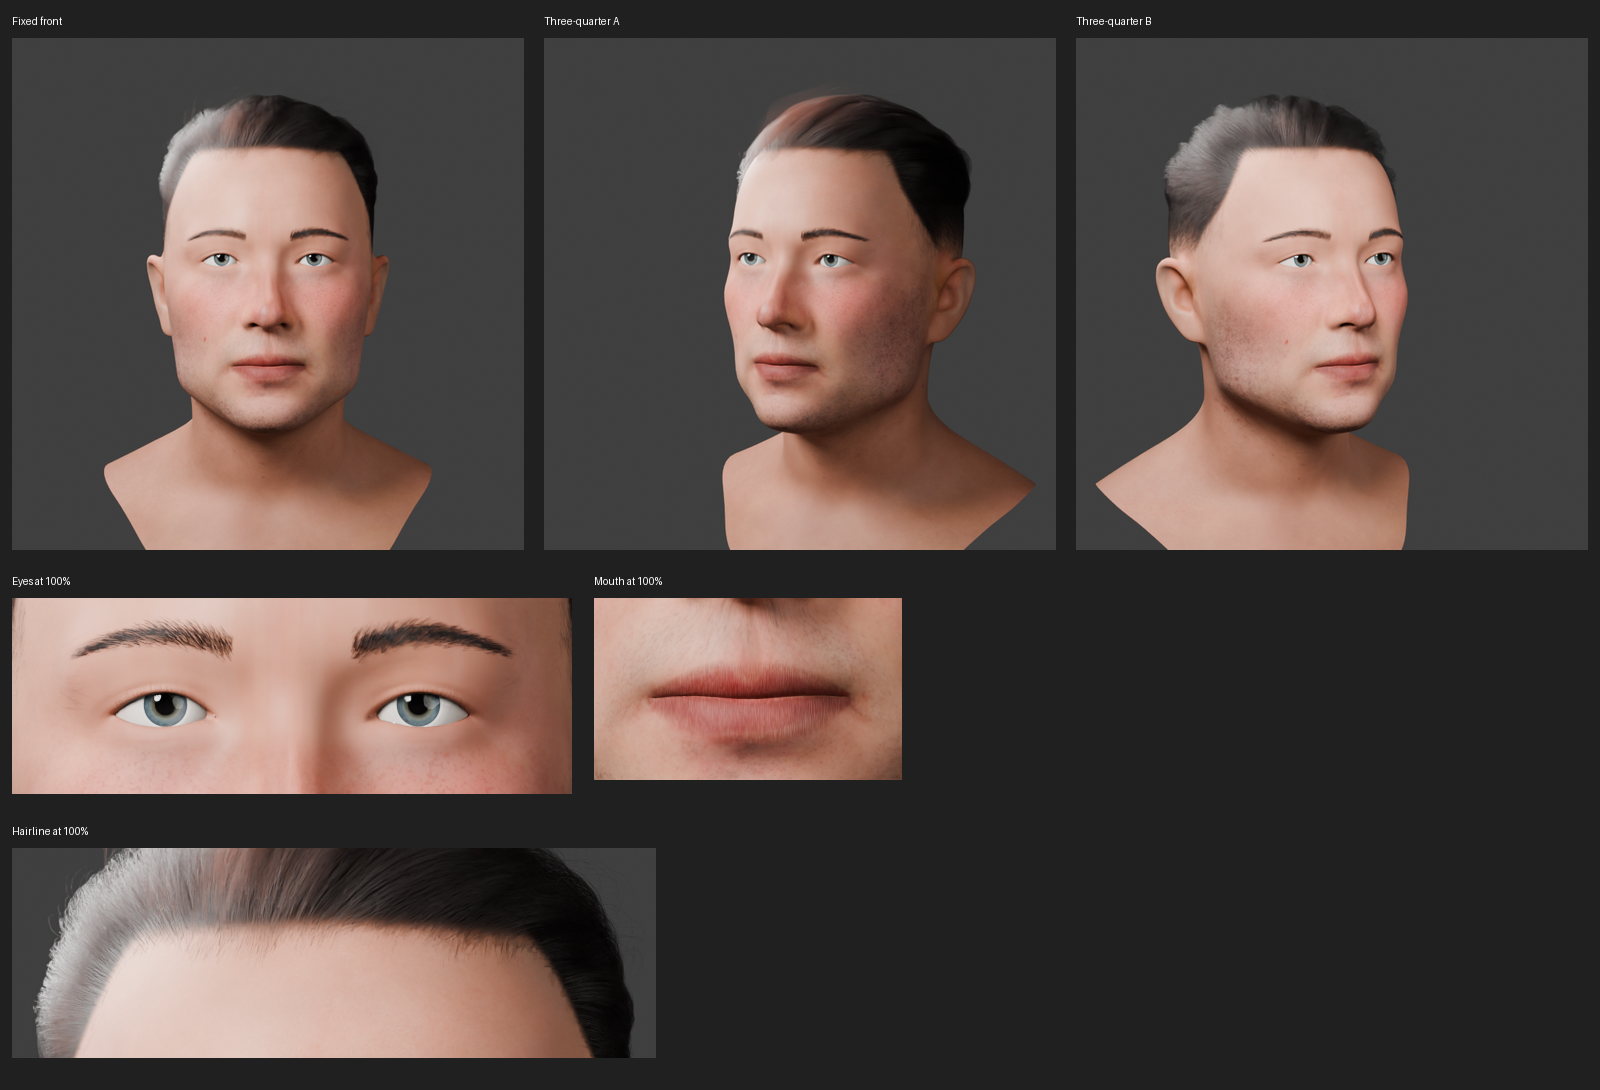 Fixed front
Three-quarter A
Three-quarter B
Eyes at 100%
Mouth at 100%
Hairline at 100%